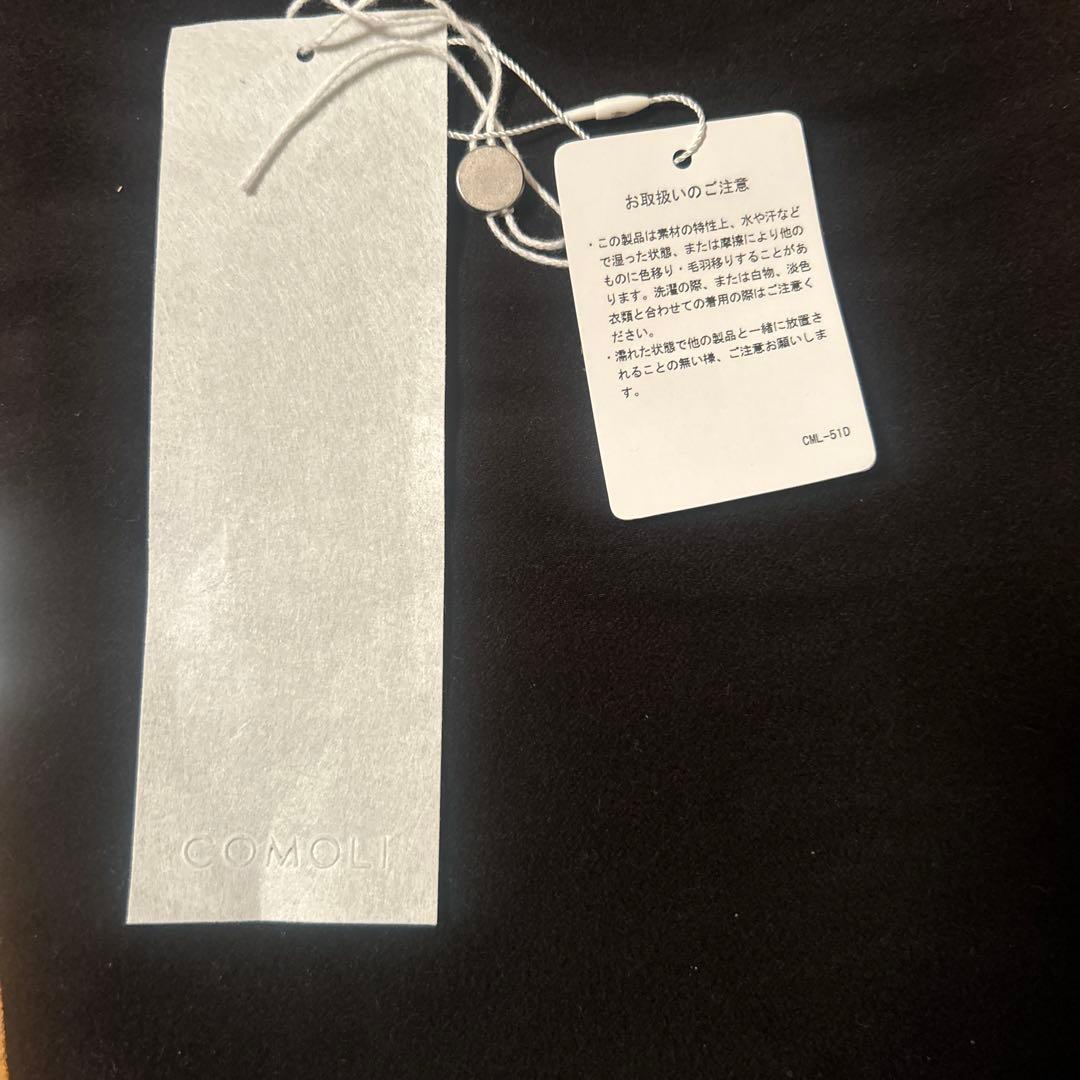 お取扱いのご注意
・この製品は素材の特性上、水や汗など
で湿った状態、または摩擦により他の
ものに色移り・毛羽移りすることがあ
ります。洗濯の際、または白物、淡色
衣類と合わせての着用の際はご注意く
ださい。
・濡れた状態で他の製品と一緒に放置さ
れることの無い様、ご注意お願いしま
す。
CML-51D
COMOLI